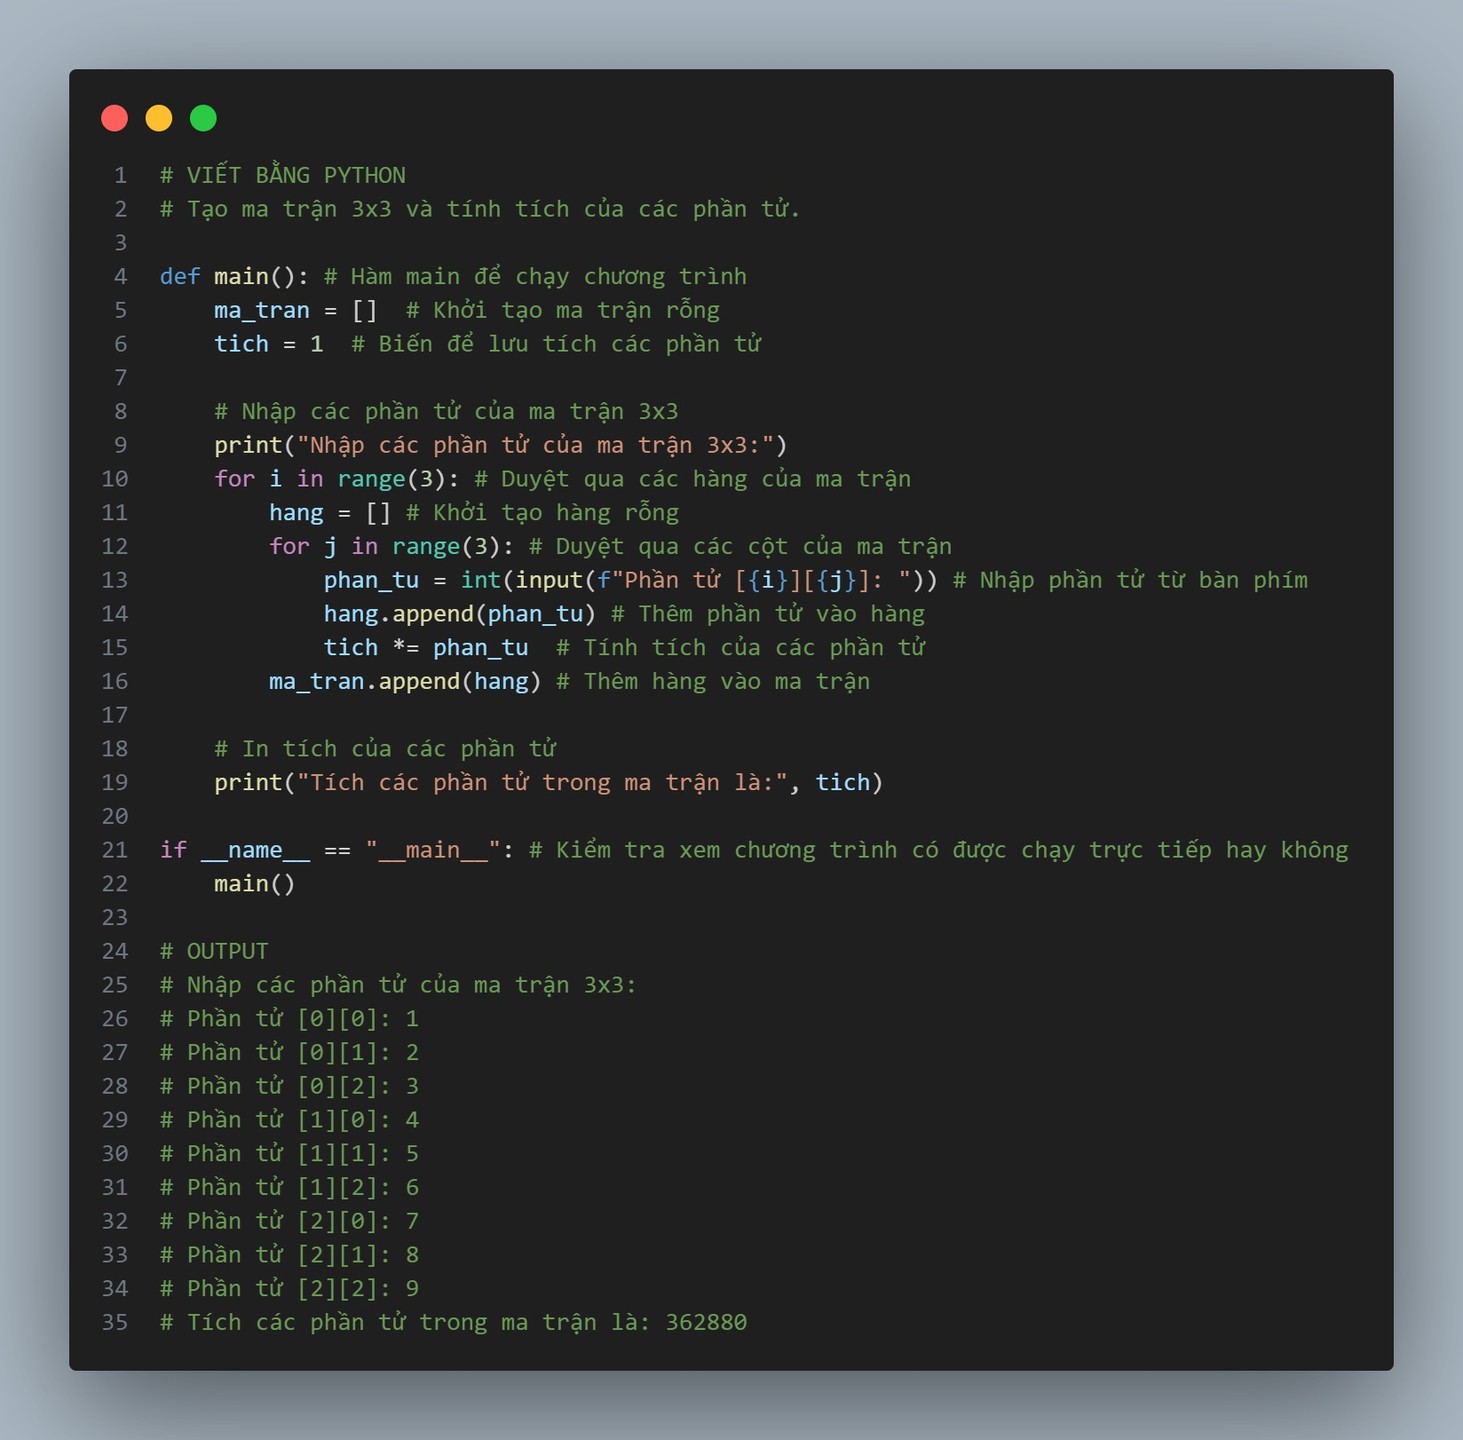 1 # VIẾT BẰNG PYTHON
2 # Tạo ma trận 3x3 và tính tích của các phần tử.
3
4 def main(): # Hàm main để chạy chương trình
5     ma_tran = []  # Khởi tạo ma trận rỗng
6     tich = 1  # Biến để lưu tích các phần tử
7
8     # Nhập các phần tử của ma trận 3x3
9     print("Nhập các phần tử của ma trận 3x3:")
10     for i in range(3): # Duyệt qua các hàng của ma trận
11         hang = [] # Khởi tạo hàng rỗng
12         for j in range(3): # Duyệt qua các cột của ma trận
13             phan_tu = int(input(f"Phần tử [{i}][{j}]: ")) # Nhập phần tử từ bàn phím
14             hang.append(phan_tu) # Thêm phần tử vào hàng
15             tich *= phan_tu  # Tính tích của các phần tử
16         ma_tran.append(hang) # Thêm hàng vào ma trận
17
18     # In tích của các phần tử
19     print("Tích các phần tử trong ma trận là:", tich)
20
21 if __name__ == "__main__": # Kiểm tra xem chương trình có được chạy trực tiếp hay không
22     main()
23
24 # OUTPUT
25 # Nhập các phần tử của ma trận 3x3:
26 # Phần tử [0][0]: 1
27 # Phần tử [0][1]: 2
28 # Phần tử [0][2]: 3
29 # Phần tử [1][0]: 4
30 # Phần tử [1][1]: 5
31 # Phần tử [1][2]: 6
32 # Phần tử [2][0]: 7
33 # Phần tử [2][1]: 8
34 # Phần tử [2][2]: 9
35 # Tích các phần tử trong ma trận là: 362880